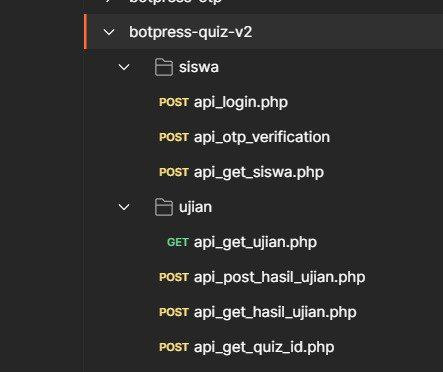 botpress-otp
botpress-quiz-v2
siswa
POST api_login.php
POST api_otp_verification
POST api_get_siswa.php
ujian
GET api_get_ujian.php
POST api_post_hasil_ujian.php
POST api_get_hasil_ujian.php
POST api_get_quiz_id.php